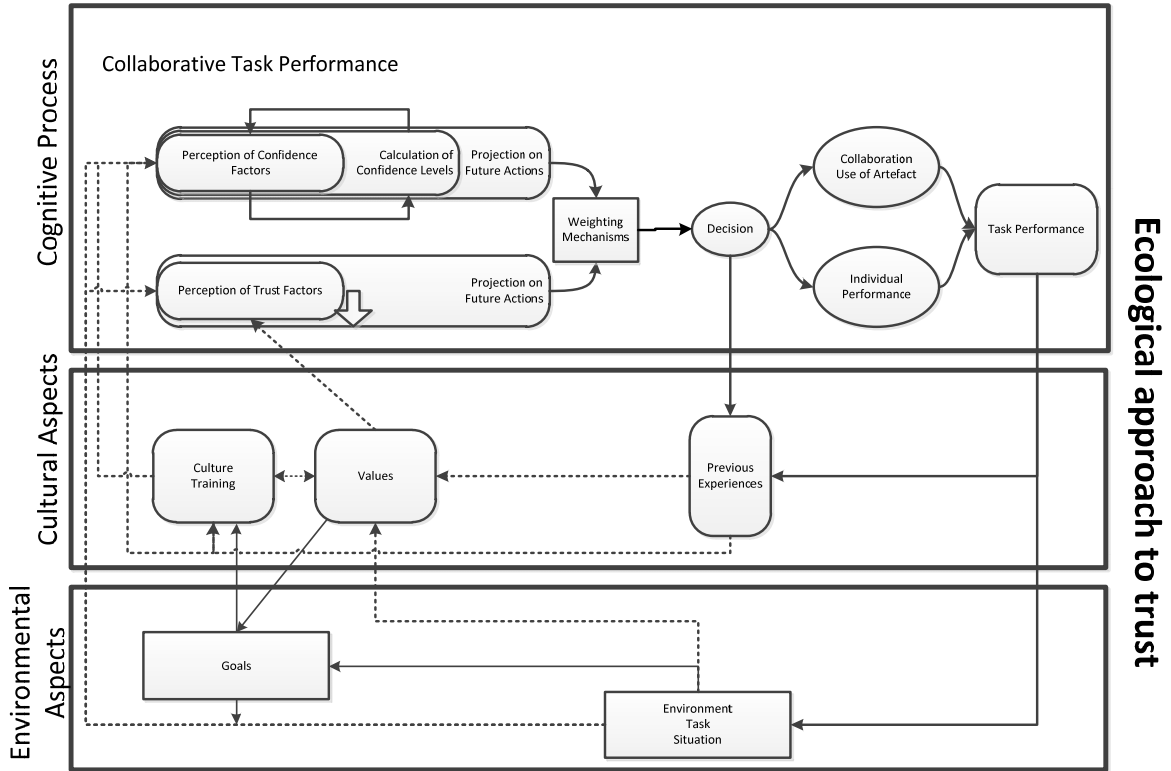 Collaborative Task Performance
Cognitive Process
Perception of Confidence
Factors
Calculation of
Confidence Levels
Projection on
Future Actions
Weighting
Mechanisms
Decision
Collaboration
Use of Artefact
Individual
Performance
Task Performance
Perception of Trust Factors
Projection on
Future Actions
Ecological approach to trust
Cultural Aspects
Culture
Training
Values
Previous
Experiences
Environmental
Aspects
Goals
Environment
Task
Situation